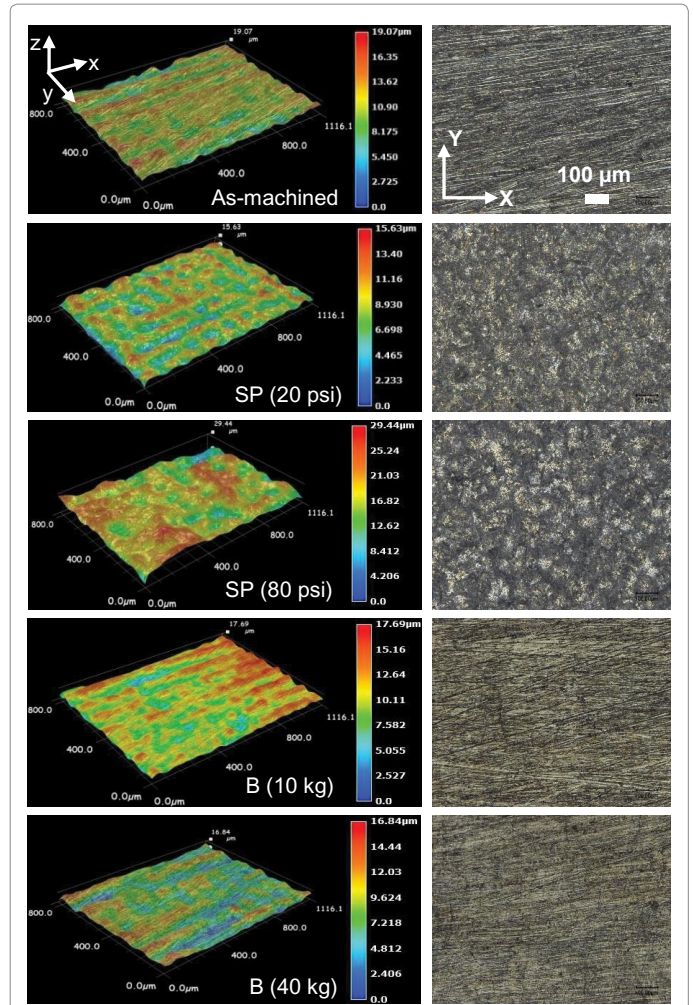 z
x
y
19.07
µm
800.0
400.0
0.0µm
0.0µm
400.0
800.0
1116.1
As-machined
19.07µm
16.35
13.62
10.90
8.175
5.450
2.725
0.0
Y
X
100 µm
15.63
µm
800.0
400.0
0.0µm
0.0µm
400.0
800.0
1116.1
SP (20 psi)
15.63µm
13.40
11.16
8.930
6.698
4.465
2.233
0.0
29.44
µm
800.0
400.0
0.0µm
0.0µm
400.0
800.0
1116.1
SP (80 psi)
29.44µm
25.24
21.03
16.82
12.62
8.412
4.206
0.0
17.69
µm
800.0
400.0
0.0µm
0.0µm
400.0
800.0
1116.1
B (10 kg)
17.69µm
15.16
12.64
10.11
7.582
5.055
2.527
0.0
16.84
µm
800.0
400.0
0.0µm
0.0µm
400.0
800.0
1116.1
B (40 kg)
16.84µm
14.44
12.03
9.624
7.218
4.812
2.406
0.0